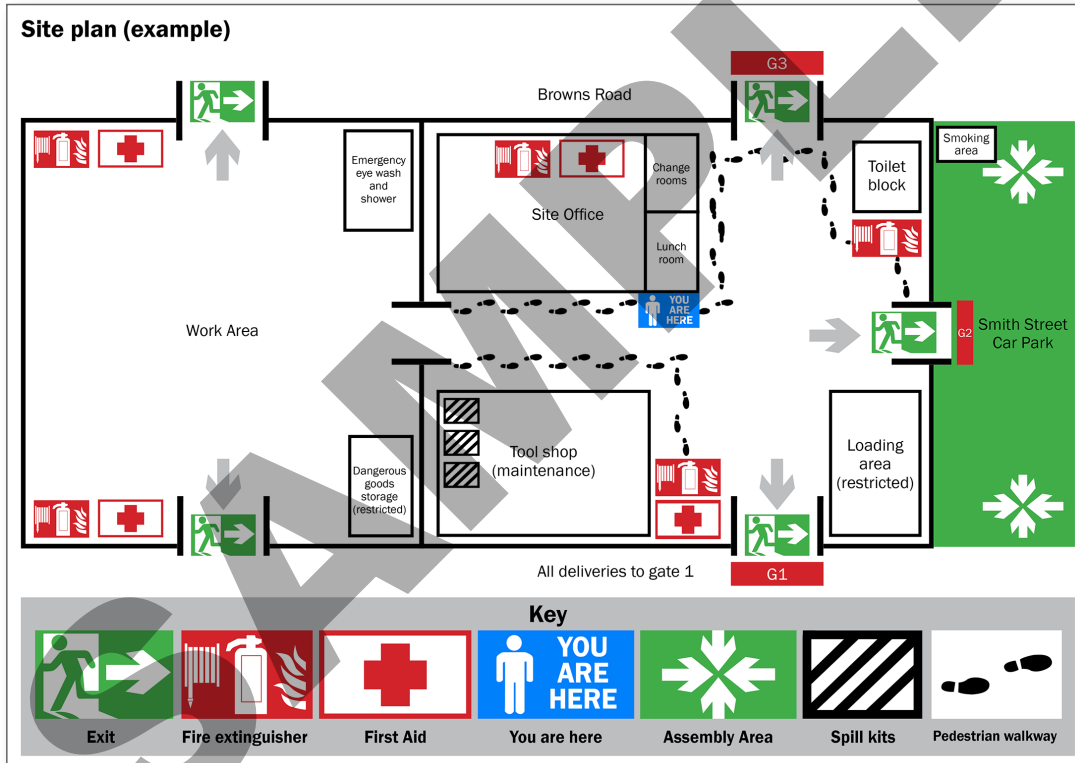 Site plan (example)
G3
Browns Road
Smoking
area
Emergency
eye wash
and
shower
Change
rooms
Toilet
block
Site Office
Lunch
room
YOU
ARE
HERE
Work Area
G2
Smith Street
Car Park
Tool shop
(maintenance)
Loading
area
(restricted)
Dangerous
goods
storage
(restricted)
All deliveries to gate 1
G1
SAMPLE
Key
YOU
ARE
HERE
Exit
Fire extinguisher
First Aid
You are here
Assembly Area
Spill kits
Pedestrian walkway